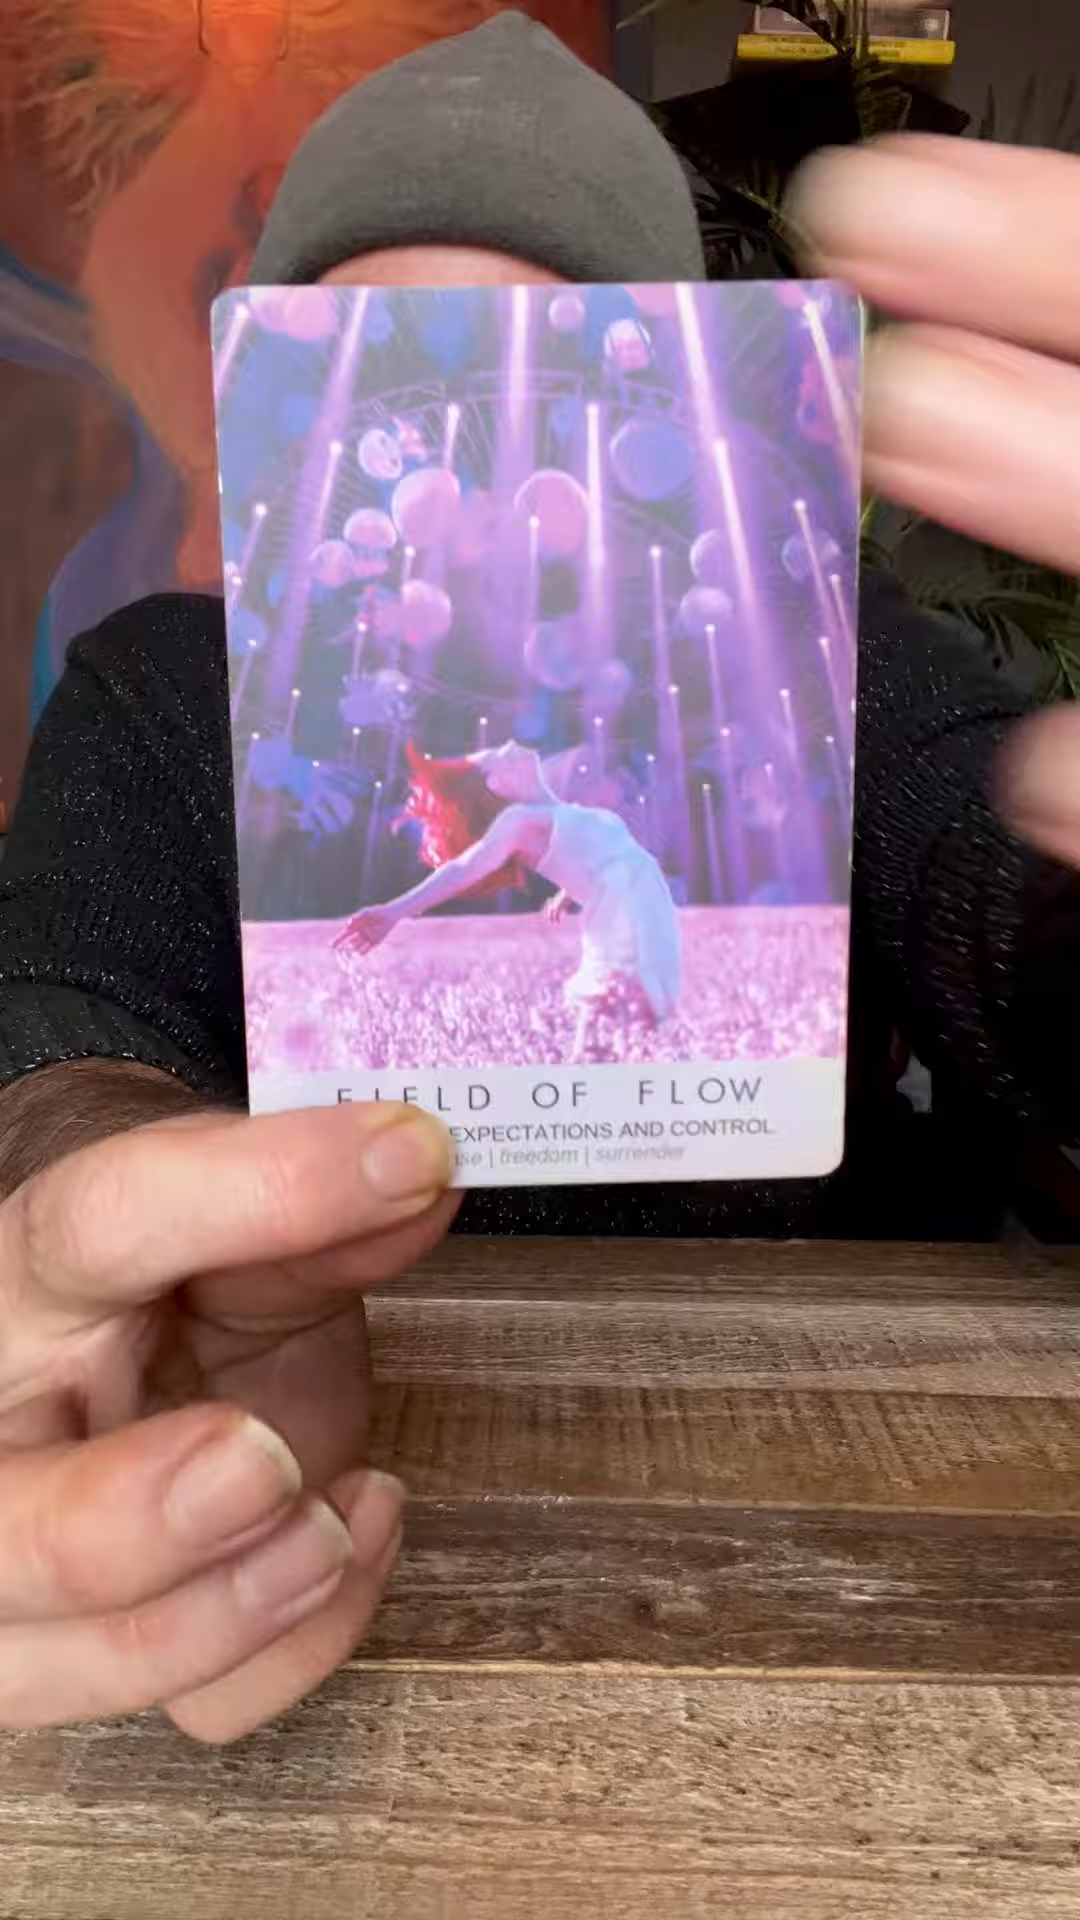 FIELD OF FLOW
EXPECTATIONS AND CONTROL
| freedom | surrender